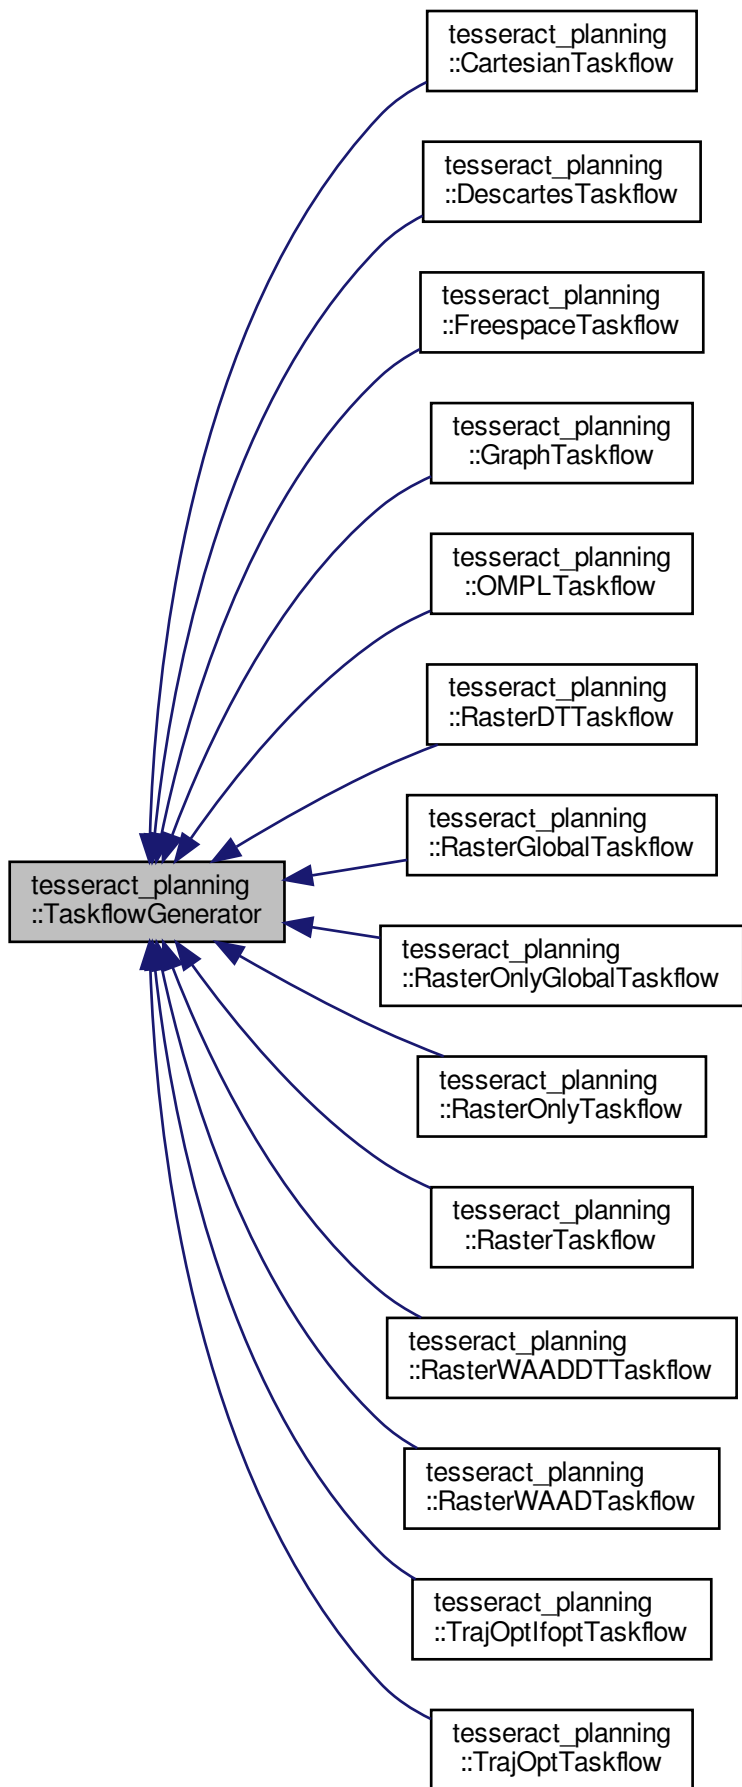 tesseract_planning
::CartesianTaskflow
tesseract_planning
::DescartesTaskflow
tesseract_planning
::FreespaceTaskflow
tesseract_planning
::GraphTaskflow
tesseract_planning
::OMPLTaskflow
tesseract_planning
::RasterDTTaskflow
tesseract_planning
::RasterGlobalTaskflow
tesseract_planning
::TaskflowGenerator
tesseract_planning
::RasterOnlyGlobalTaskflow
tesseract_planning
::RasterOnlyTaskflow
tesseract_planning
::RasterTaskflow
tesseract_planning
::RasterWAADDTTaskflow
tesseract_planning
::RasterWAADTaskflow
tesseract_planning
::TrajOptIfoptTaskflow
tesseract_planning
::TrajOptTaskflow